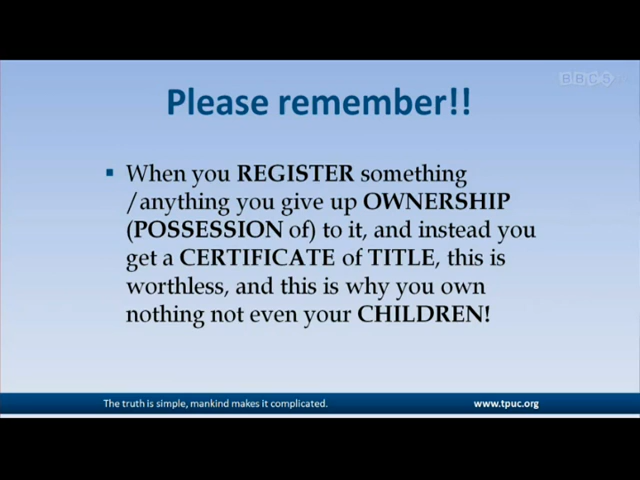 BBC5
Please remember!!
▪ When you REGISTER something
/anything you give up OWNERSHIP
(POSSESSION of) to it, and instead you
get a CERTIFICATE of TITLE, this is
worthless, and this is why you own
nothing not even your CHILDREN!
The truth is simple, mankind makes it complicated.
www.tpuc.org